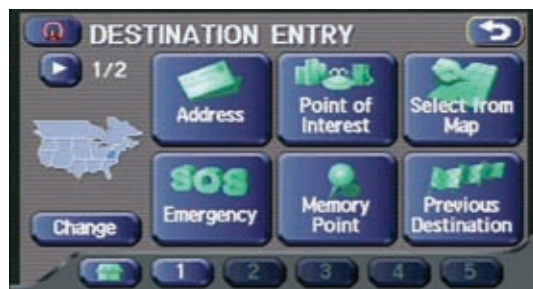 DESTINATION ENTRY
1/2
Address
Point of
Interest
Select from
Map
SOS
Emergency
Memory
Point
Previous
Destination
Change
1
2
3
4
5